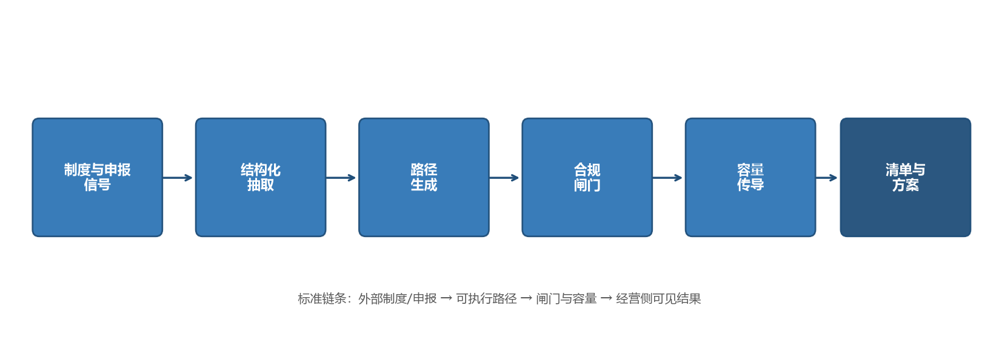 制度与申报
信号
结构化
抽取
路径
生成
合规
闸门
容量
传导
清单与
方案
标准链条：外部制度/申报 → 可执行路径 → 闸门与容量 → 经营侧可见结果